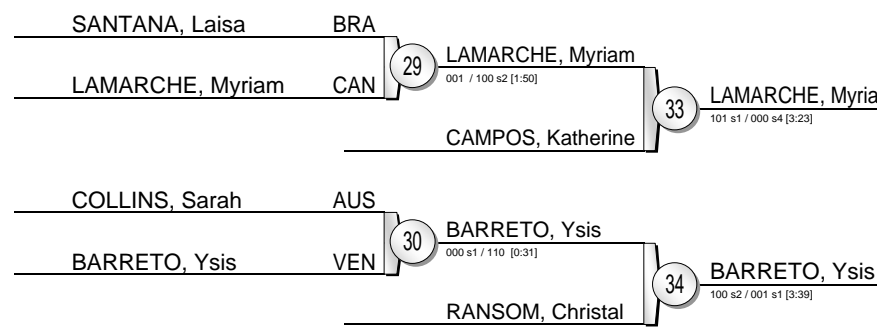 SANTANA, Laisa BRA
29
LAMARCHE, Myriam
001 / 100 s2 [1:50]
LAMARCHE, Myriam CAN
33
LAMARCHE, Myria
101 s1 / 000 s4 [3:23]
CAMPOS, Katherine
COLLINS, Sarah AUS
30
BARRETO, Ysis
000 s1 / 110 [0:31]
BARRETO, Ysis VEN
34
BARRETO, Ysis
100 s2 / 001 s1 [3:39]
RANSOM, Christal